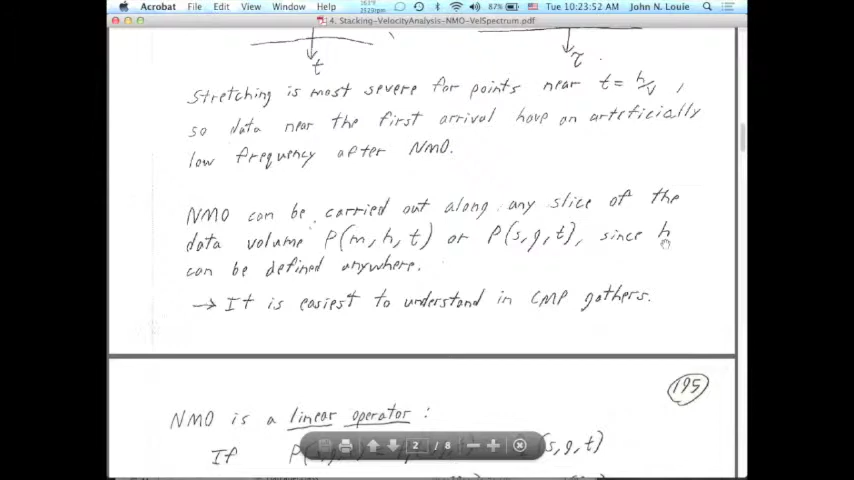 Acrobat File Edit View Window Help 87% Tue 10:23:52 AM John N. Louie
4. Stacking-VelocityAnalysis-NMO-VelSpectrum.pdf
t
τ
Stretching is most severe for points near t = h/v,
so data near the first arrival have an arteficially
low frequency after NMO.
NMO can be carried out along any slice of the
data volume P(m, h, t) or P(s, g, t), since h
can be defined anywhere.
→ It is easiest to understand in CMP gathers.
195
NMO is a linear operator :
2 / 8
If (s, g, t)